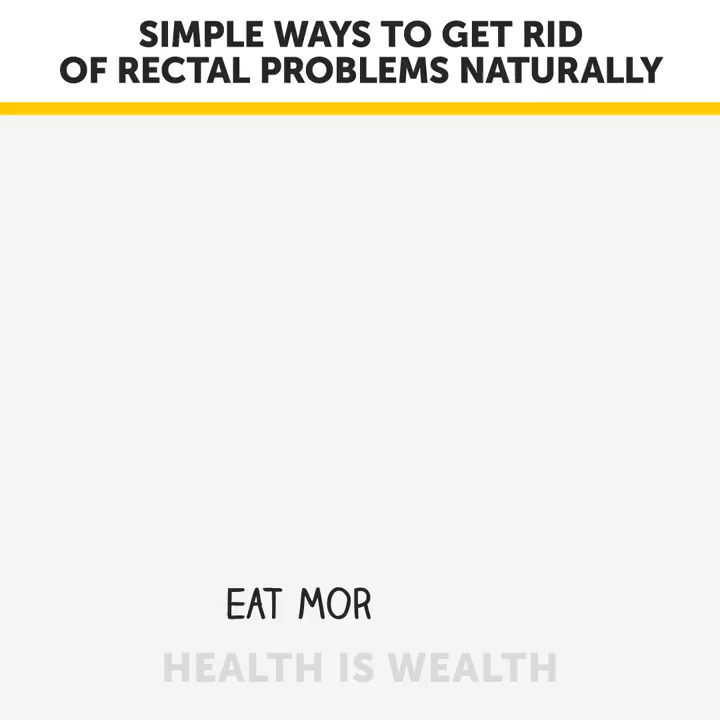 SIMPLE WAYS TO GET RID
OF RECTAL PROBLEMS NATURALLY
EAT MOR
HEALTH IS WEALTH